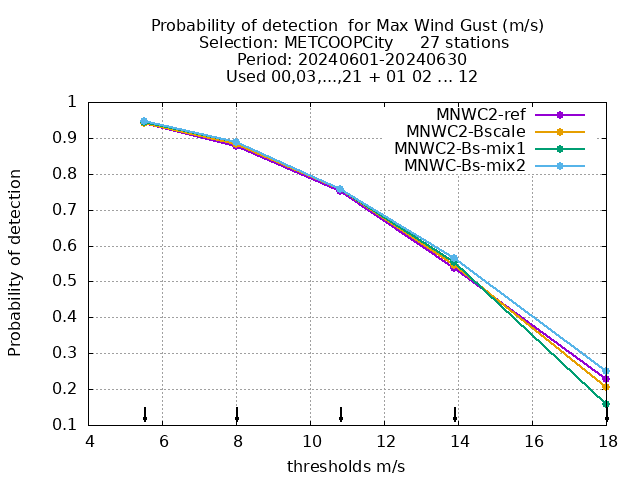 Probability of detection  for Max Wind Gust (m/s)
Selection: METCOOPCity     27 stations
Period: 20240601-20240630
Used 00,03,...,21 + 01 02 ... 12
MNWC2-ref
MNWC2-Bscale
MNWC2-Bs-mix1
MNWC-Bs-mix2
Probability of detection
1
0.9
0.8
0.7
0.6
0.5
0.4
0.3
0.2
0.1
4 6 8 10 12 14 16 18
thresholds m/s